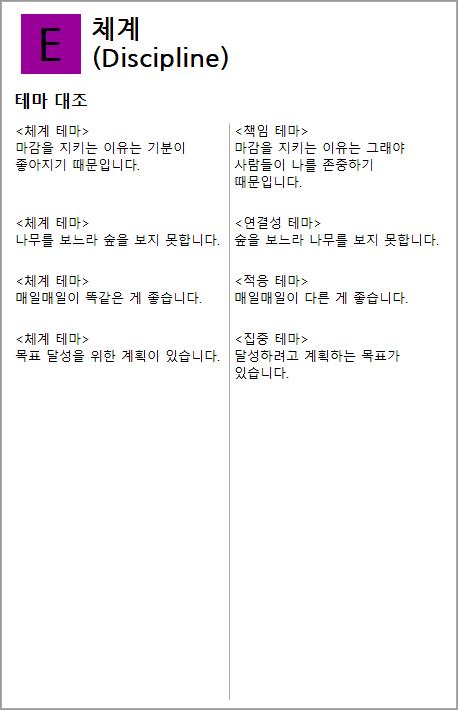 E
체계
(Discipline)
테마 대조
<체계 테마>
마감을 지키는 이유는 기분이
좋아지기 때문입니다.
<책임 테마>
마감을 지키는 이유는 그래야
사람들이 나를 존중하기
때문입니다.
<체계 테마>
나무를 보느라 숲을 보지 못합니다.
<연결성 테마>
숲을 보느라 나무를 보지 못합니다.
<체계 테마>
매일매일이 똑같은 게 좋습니다.
<적응 테마>
매일매일이 다른 게 좋습니다.
<체계 테마>
목표 달성을 위한 계획이 있습니다.
<집중 테마>
달성하려고 계획하는 목표가
있습니다.